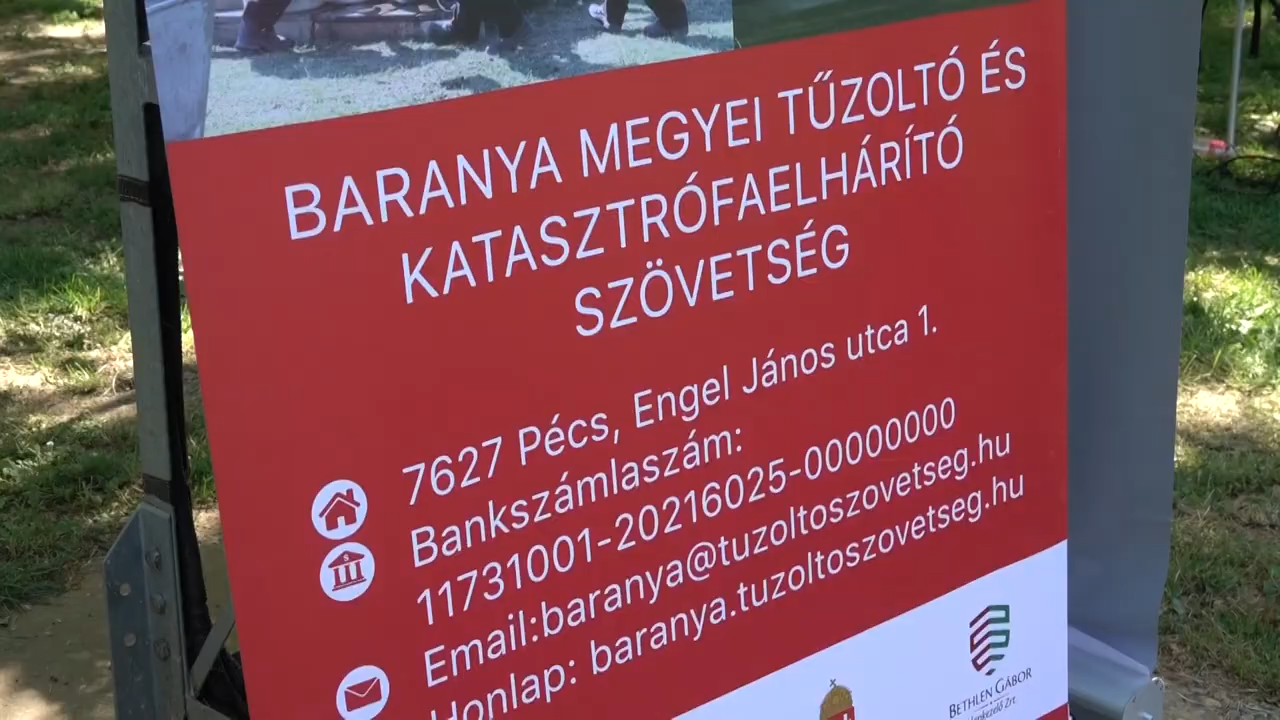 BARANYA MEGYEI TŰZOLTÓ ÉS
KATASZTRÓFAELHÁRÍTÓ
SZÖVETSÉG
7627 Pécs, Engel János utca 1.
Bankszámlaszám:
11731001-20216025-00000000
Email:baranya@tuzoltoszovetseg.hu
Honlap: baranya.tuzoltoszovetseg.hu
BETHLEN GÁBOR